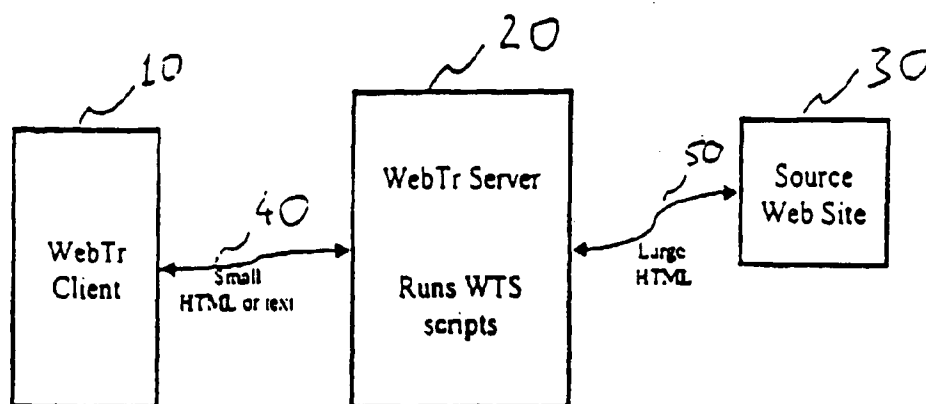 10
20
30
40
50
WebTr
Client
Small
HTML or text
WebTr Server
Runs WTS
scripts
Large
HTML
Source
Web Site